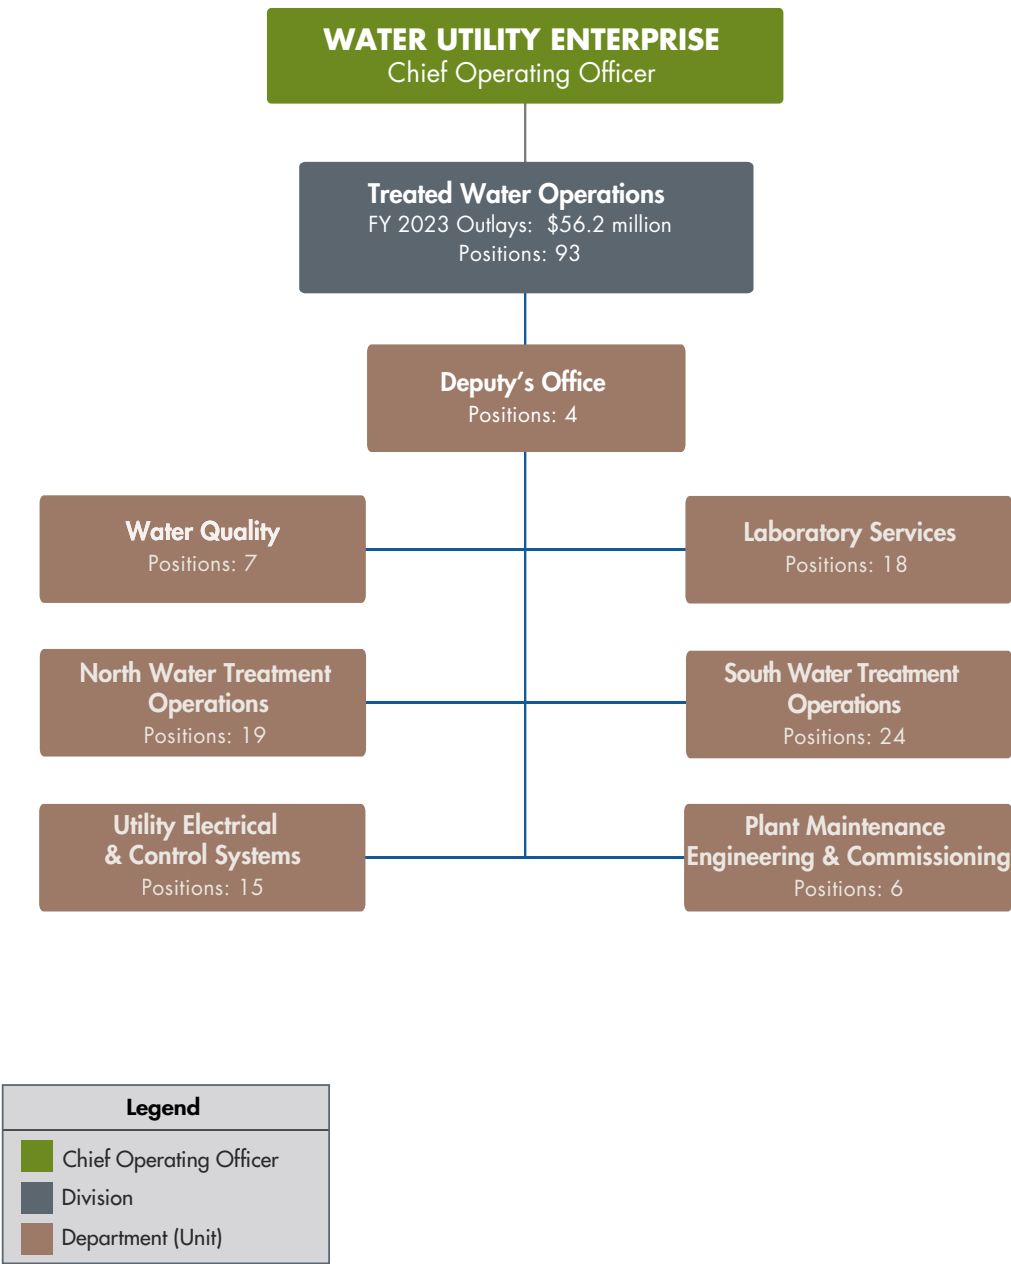 WATER UTILITY ENTERPRISE
Chief Operating Officer
Treated Water Operations
FY 2023 Outlays:  $56.2 million
Positions: 93
Deputy’s Office
Positions: 4
Water Quality
Positions: 7
Laboratory Services
Positions: 18
North Water Treatment
Operations
Positions: 19
South Water Treatment
Operations
Positions: 24
Utility Electrical
& Control Systems
Positions: 15
Plant Maintenance
Engineering & Commissioning
Positions: 6
Legend
Chief Operating Officer
Division
Department (Unit)